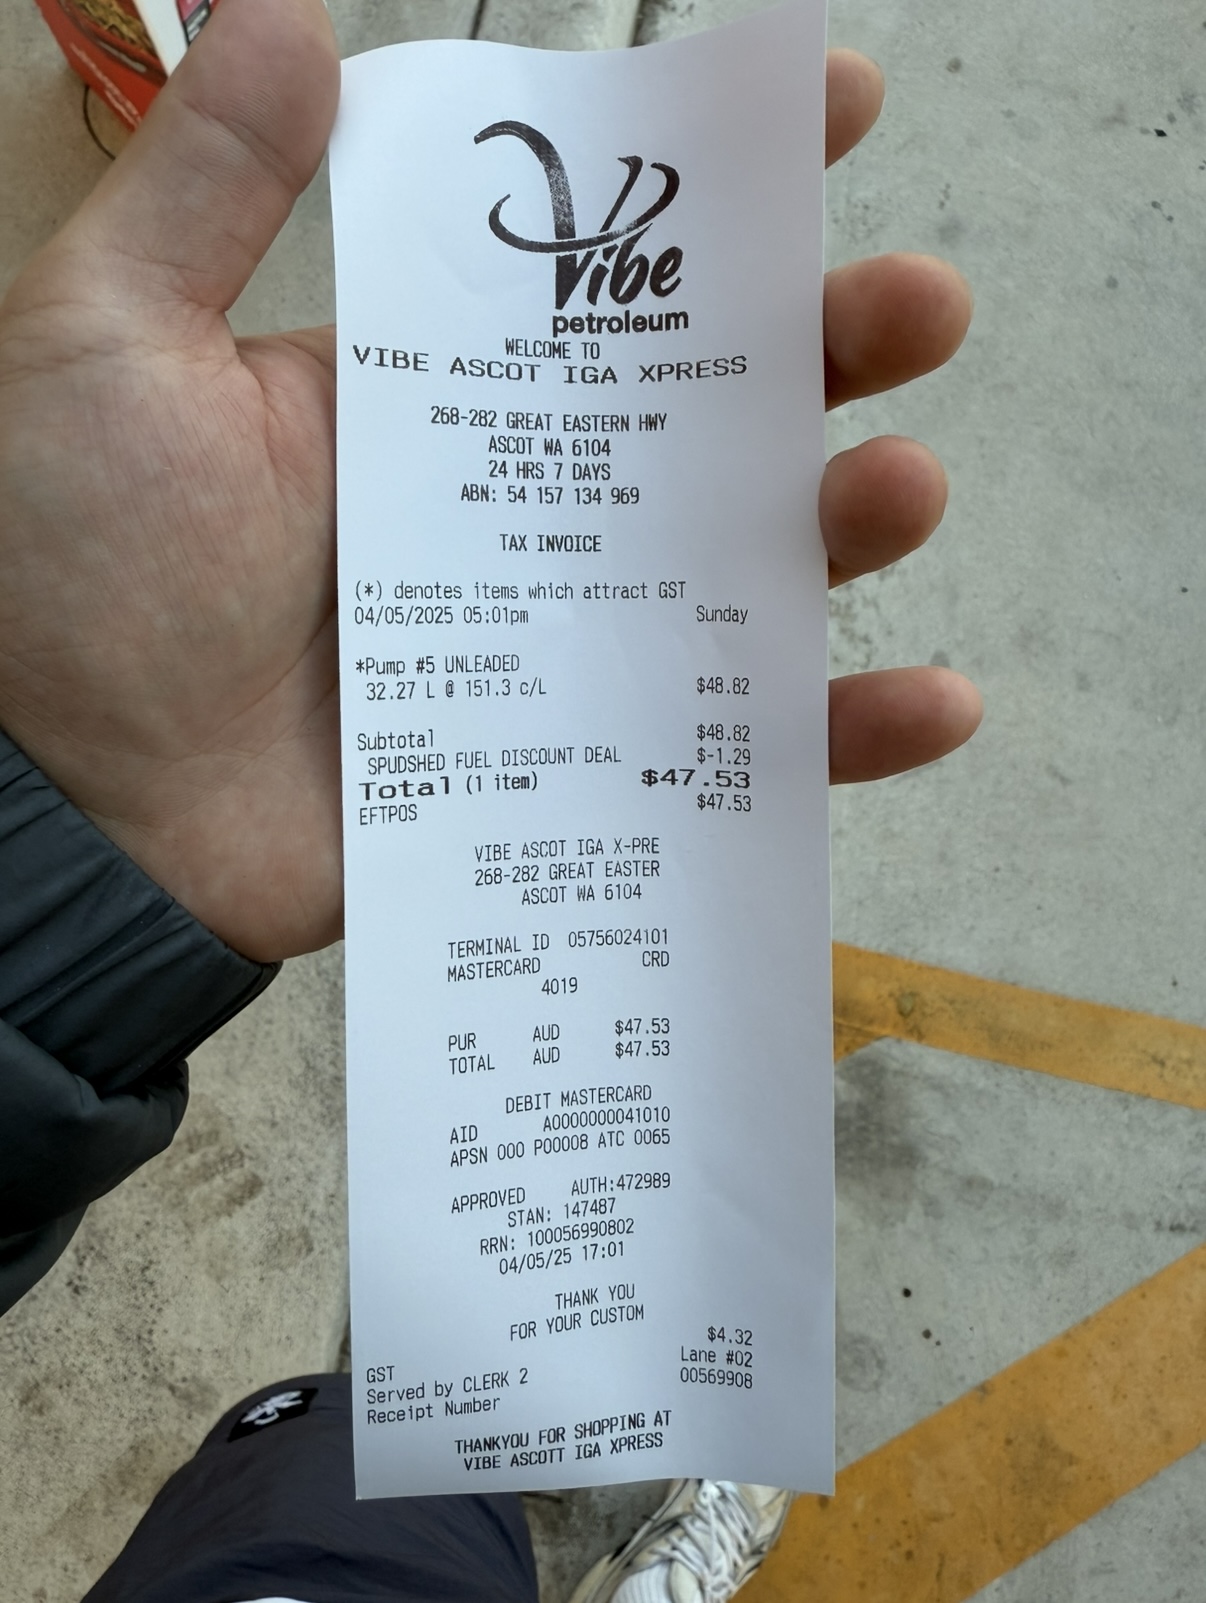 Vibe
petroleum
WELCOME TO
VIBE ASCOT IGA XPRESS
268-282 GREAT EASTERN HWY
ASCOT WA 6104
24 HRS 7 DAYS
ABN: 54 157 134 969
TAX INVOICE
(*) denotes items which attract GST
04/05/2025 05:01pm Sunday
*Pump #5 UNLEADED
32.27 L @ 151.3 c/L $48.82
Subtotal $48.82
SPUDSHED FUEL DISCOUNT DEAL $-1.29
Total (1 item) $47.53
EFTPOS $47.53
VIBE ASCOT IGA X-PRE
268-282 GREAT EASTER
ASCOT WA 6104
TERMINAL ID 05756024101
MASTERCARD CRD
4019
PUR AUD $47.53
TOTAL AUD $47.53
DEBIT MASTERCARD
AID A0000000041010
APSN 000 P00008 ATC 0065
APPROVED AUTH:472989
STAN: 147487
RRN: 100056990802
04/05/25 17:01
THANK YOU
FOR YOUR CUSTOM
GST $4.32
Served by CLERK 2 Lane #02
Receipt Number 00569908
THANKYOU FOR SHOPPING AT
VIBE ASCOTT IGA XPRESS